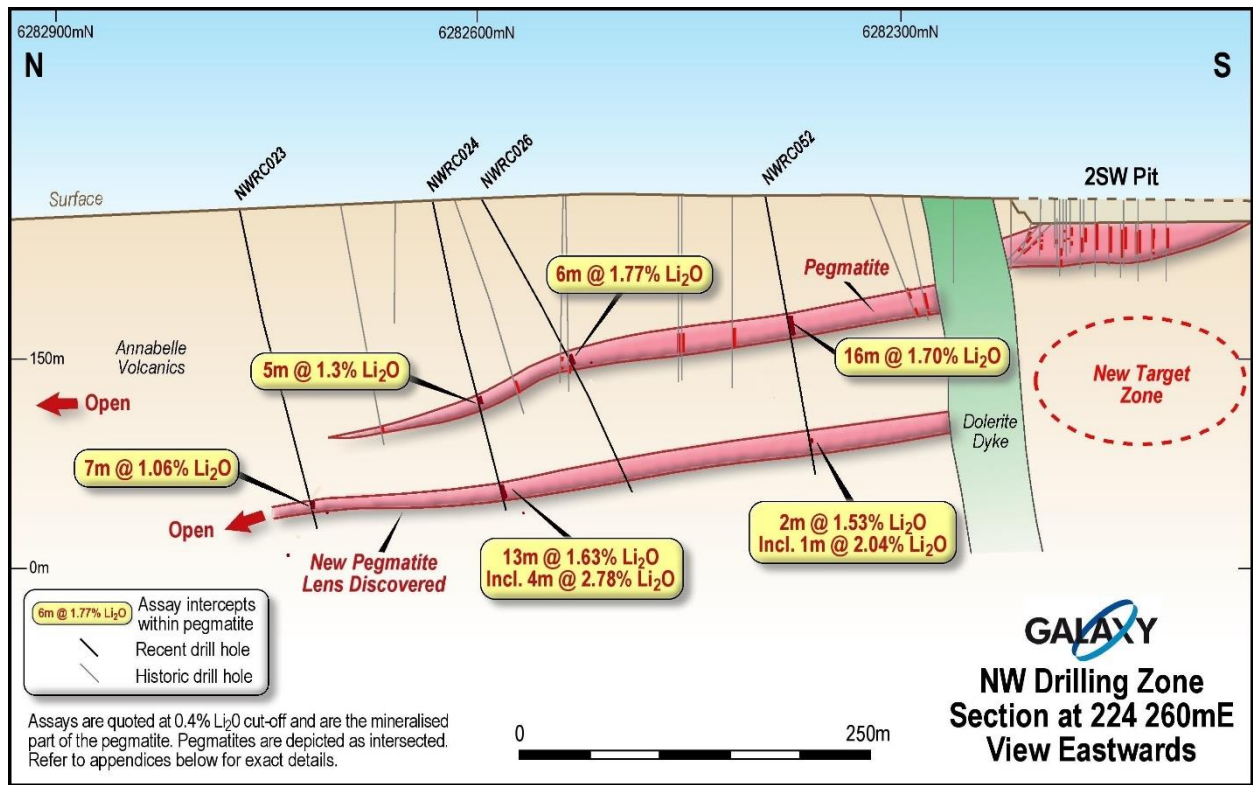 6282900mN
6282600mN
6282300mN
N
S
NWRC023
NWRC024
NWRC026
NWRC052
2SW Pit
Surface
6m @ 1.77% Li₂O
Pegmatite
150m
Annabelle
Volcanics
5m @ 1.3% Li₂O
16m @ 1.70% Li₂O
New Target
Zone
Open
Dolerite
Dyke
7m @ 1.06% Li₂O
Open
New Pegmatite
Lens Discovered
13m @ 1.63% Li₂O
Incl. 4m @ 2.78% Li₂O
2m @ 1.53% Li₂O
Incl. 1m @ 2.04% Li₂O
0m
6m @ 1.77% Li₂O
Assay intercepts
within pegmatite
Recent drill hole
Historic drill hole
Assays are quoted at 0.4% Li₂O cut-off and are the mineralised
part of the pegmatite. Pegmatites are depicted as intersected.
Refer to appendices below for exact details.
0
250m
GALAXY
NW Drilling Zone
Section at 224 260mE
View Eastwards